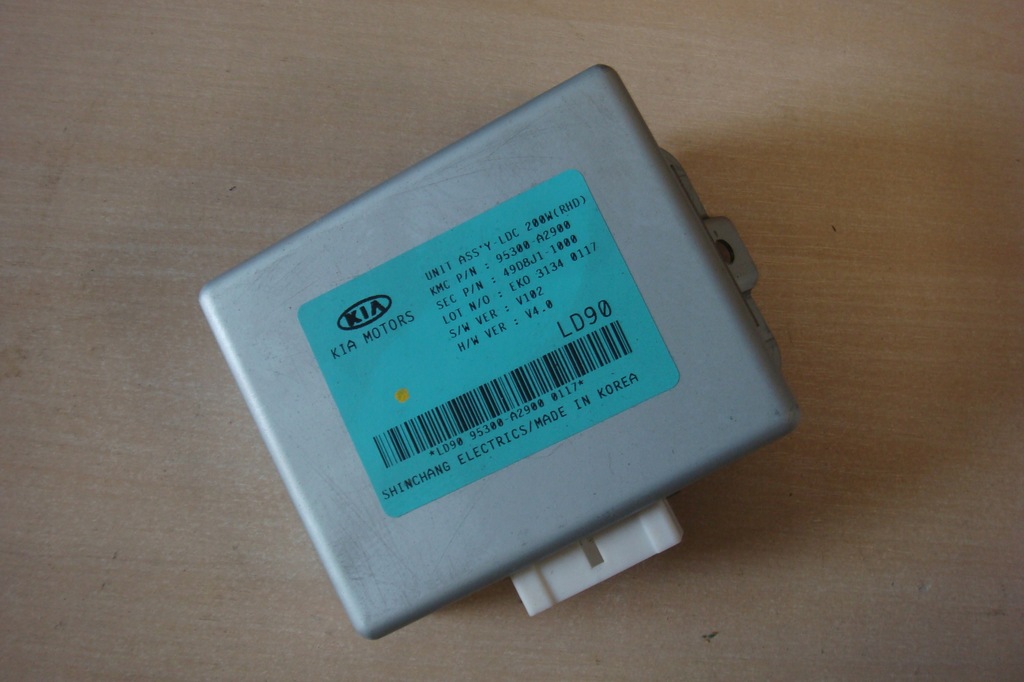 KIA
KIA MOTORS
UNIT ASS'Y-LDC 200W(RHD)
KMC P/N : 95300-A2900
SEC P/N : 49D8J1-1000
LOT N/O : EKO 3134 0117
S/W VER : V102
H/W VER : V4.0
LD90
*LD90 95300-A2900 0117*
SHINCHANG ELECTRICS/MADE IN KOREA